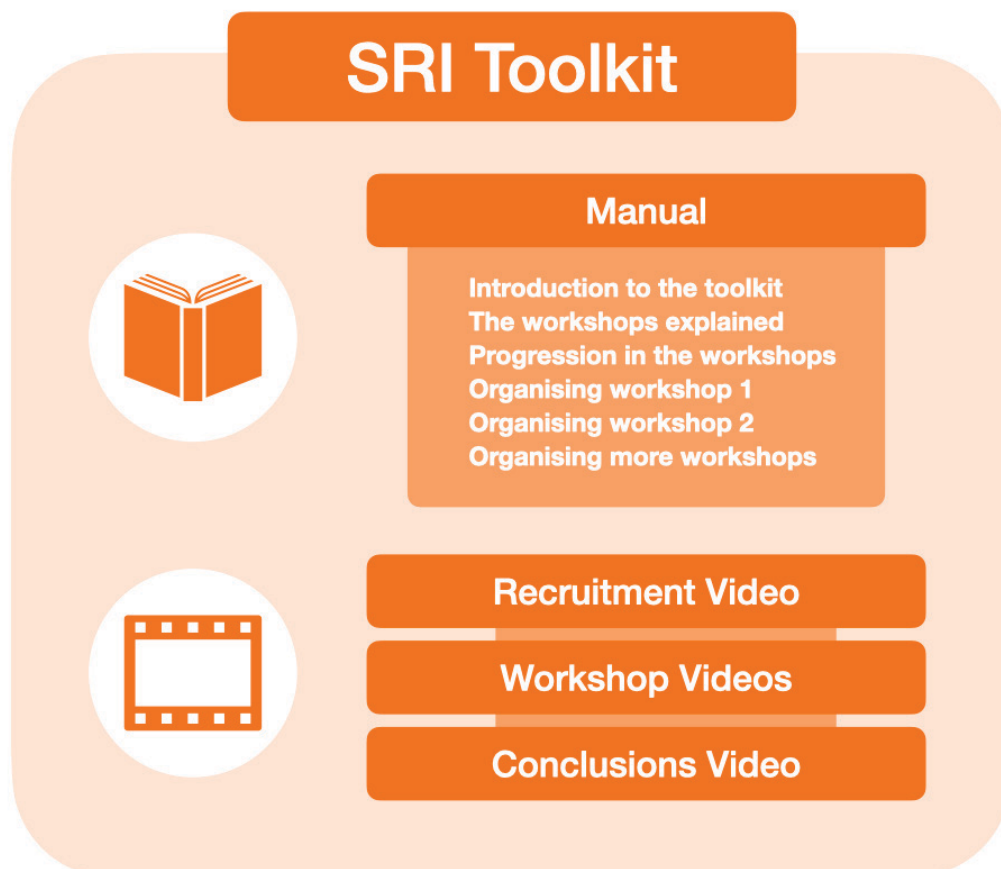 SRI Toolkit
Manual
Introduction to the toolkit
The workshops explained
Progression in the workshops
Organising workshop 1
Organising workshop 2
Organising more workshops
Recruitment Video
Workshop Videos
Conclusions Video